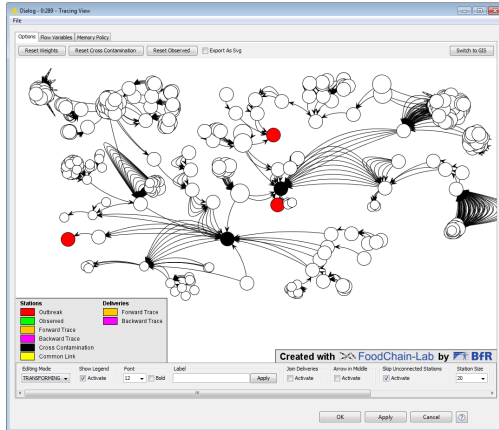 Dialog - 0:289 - Tracing View
File
Options Flow Variables Memory Policy
Reset Weights Reset Cross Contamination Reset Observed Export As Svg Switch to GIS
Stations Deliveries
Outbreak Forward Trace
Observed Backward Trace
Forward Trace
Backward Trace
Cross Contamination
Common Link
Created with FoodChain-Lab by BfR
Editing Mode Show Legend Font Label Join Deliveries Arrow in Middle Skip Unconnected Stations Station Size
TRANSFORMING Activate 12 Bold Apply Activate Activate Activate 20
OK Apply Cancel ?